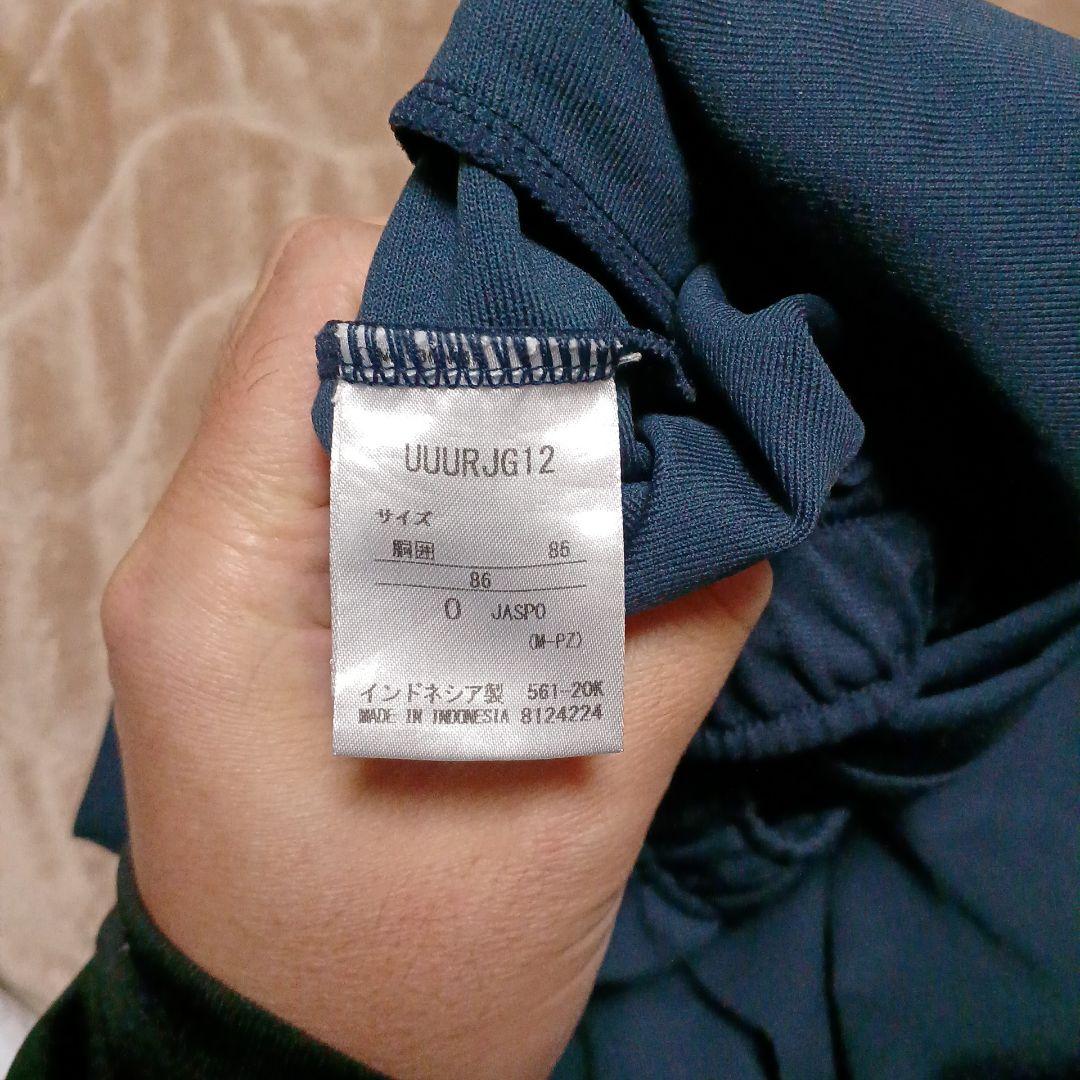 UUURJG12
サイズ
胴囲 86
86
O JASPO
(M-PZ)
インドネシア製 561-20K
MADE IN INDONESIA 8124224